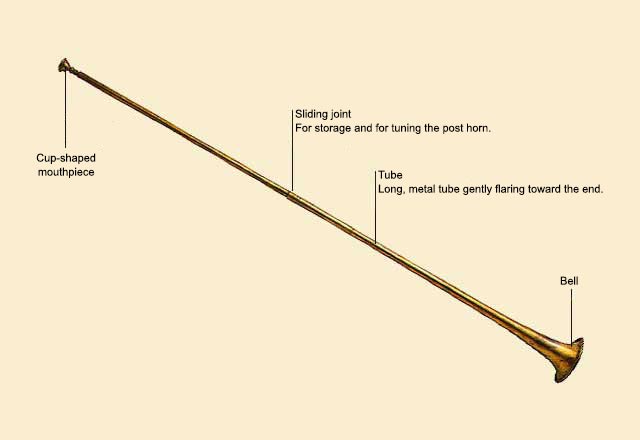 Sliding joint
For storage and for tuning the post horn.
Cup-shaped
mouthpiece
Tube
Long, metal tube gently flaring toward the end.
Bell